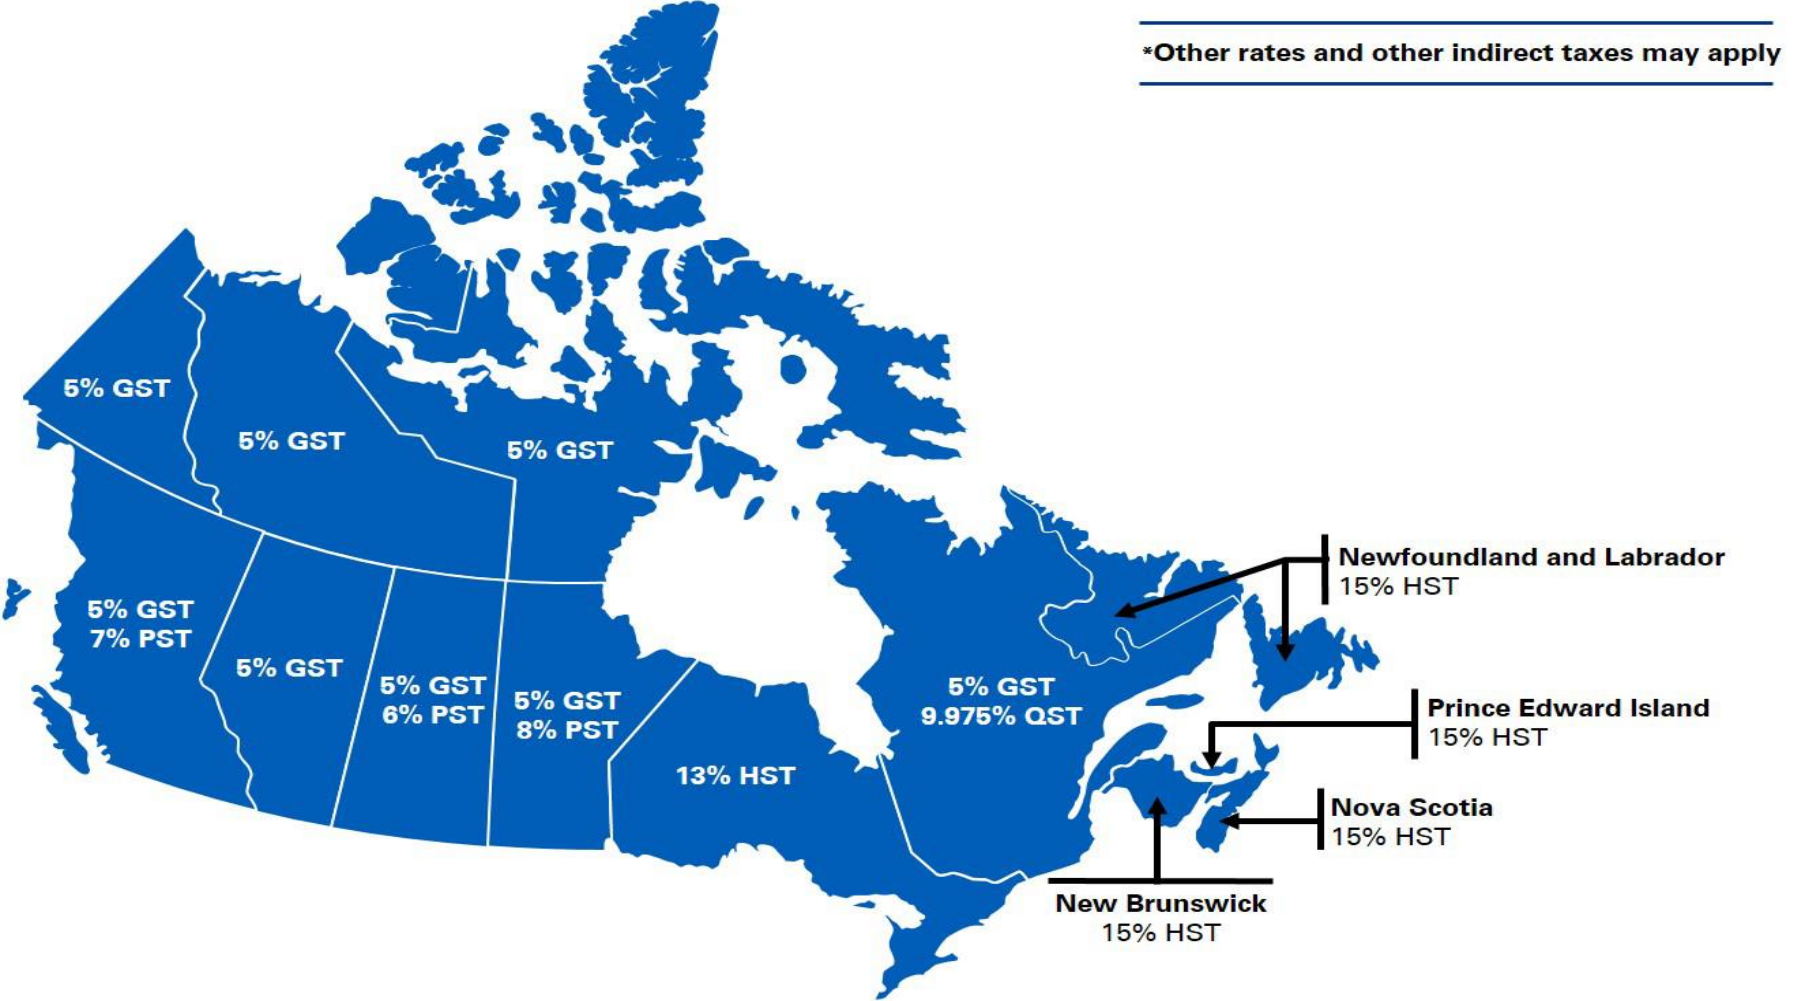 *Other rates and other indirect taxes may apply
5% GST
5% GST
5% GST
5% GST
7% PST
5% GST
5% GST
6% PST
5% GST
8% PST
13% HST
5% GST
9.975% QST
Newfoundland and Labrador
15% HST
Prince Edward Island
15% HST
Nova Scotia
15% HST
New Brunswick
15% HST